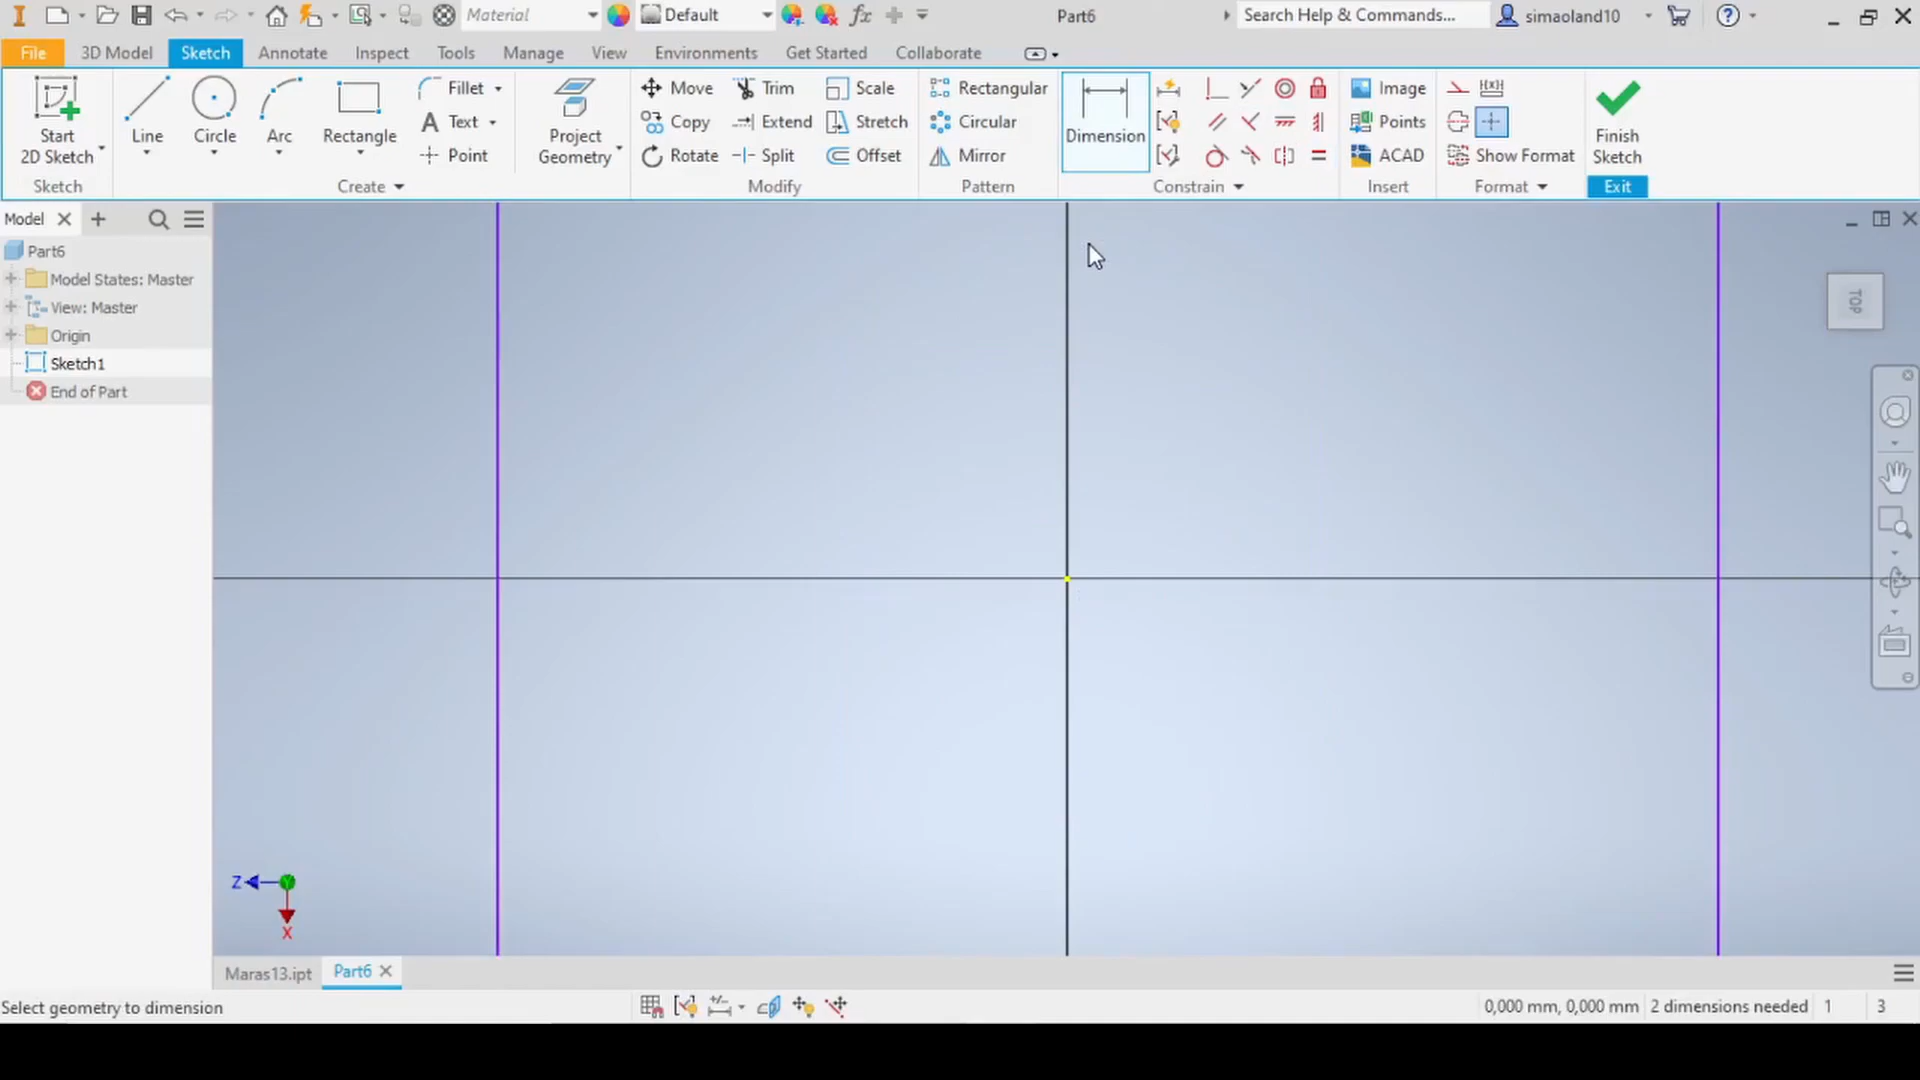 Material
Default
fx
Part6
Search Help & Commands...
simaoland10
File
3D Model
Sketch
Annotate
Inspect
Tools
Manage
View
Environments
Get Started
Collaborate
Start
2D Sketch
Line
Circle
Arc
Rectangle
Fillet
Text
Point
Project
Geometry
Move
Copy
Rotate
Trim
Extend
Split
Scale
Stretch
Offset
Rectangular
Circular
Mirror
Dimension
Image
Points
ACAD
Show Format
Finish
Sketch
Sketch
Create
Modify
Pattern
Constrain
Insert
Format
Exit
Model
Part6
Model States: Master
View: Master
Origin
Sketch1
End of Part
TOP
Z
X
Maras13.ipt
Part6
Select geometry to dimension
0,000 mm, 0,000 mm
2 dimensions needed
1
3